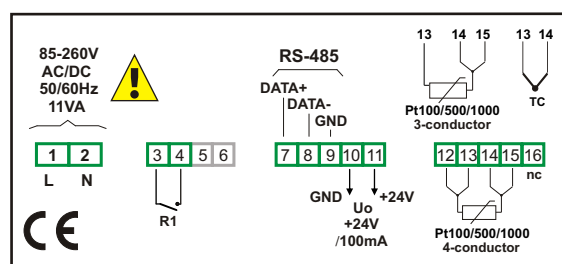 85-260V
AC/DC
50/60Hz
11VA
1 2
L N
3 4 5 6
R1
RS-485
DATA+
DATA-
GND
7 8 9 10 11
GND +24V
Uo
+24V
/100mA
13 14 15
Pt100/500/1000
3-conductor
13 14
TC
12 13 14 15 16
nc
Pt100/500/1000
4-conductor
CE